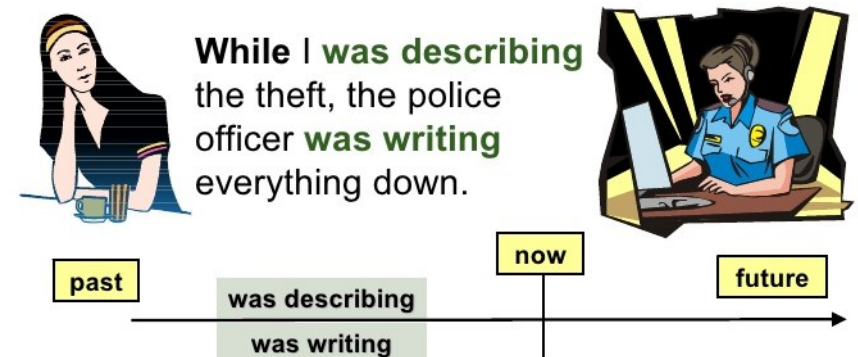 While I was describing
the theft, the police
officer was writing
everything down.
now
past
future
was describing
was writing